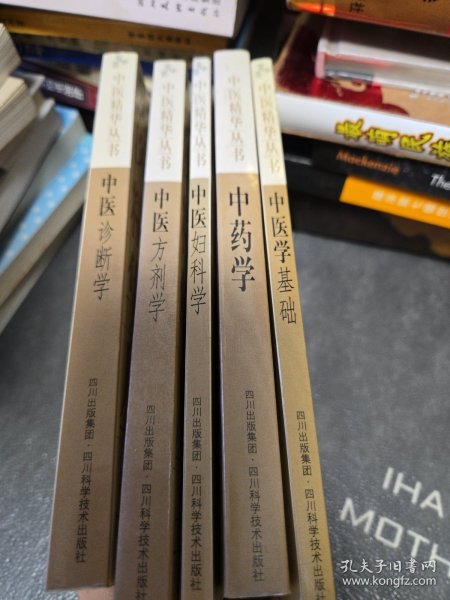 中医精华丛书
中医诊断学
四川出版集团·四川科学技术出版社
中医精华丛书
中医方剂学
四川出版集团·四川科学技术出版社
中医精华丛书
中医妇科学
四川出版集团·四川科学技术出版社
中医精华丛书
中药学
四川出版集团·四川科学技术出版社
中医精华丛书
中医学基础
四川出版集团·四川科学技术出版社
Mackenzie
The
IHA
MOTH
孔夫子旧书网
www.kongfz.com